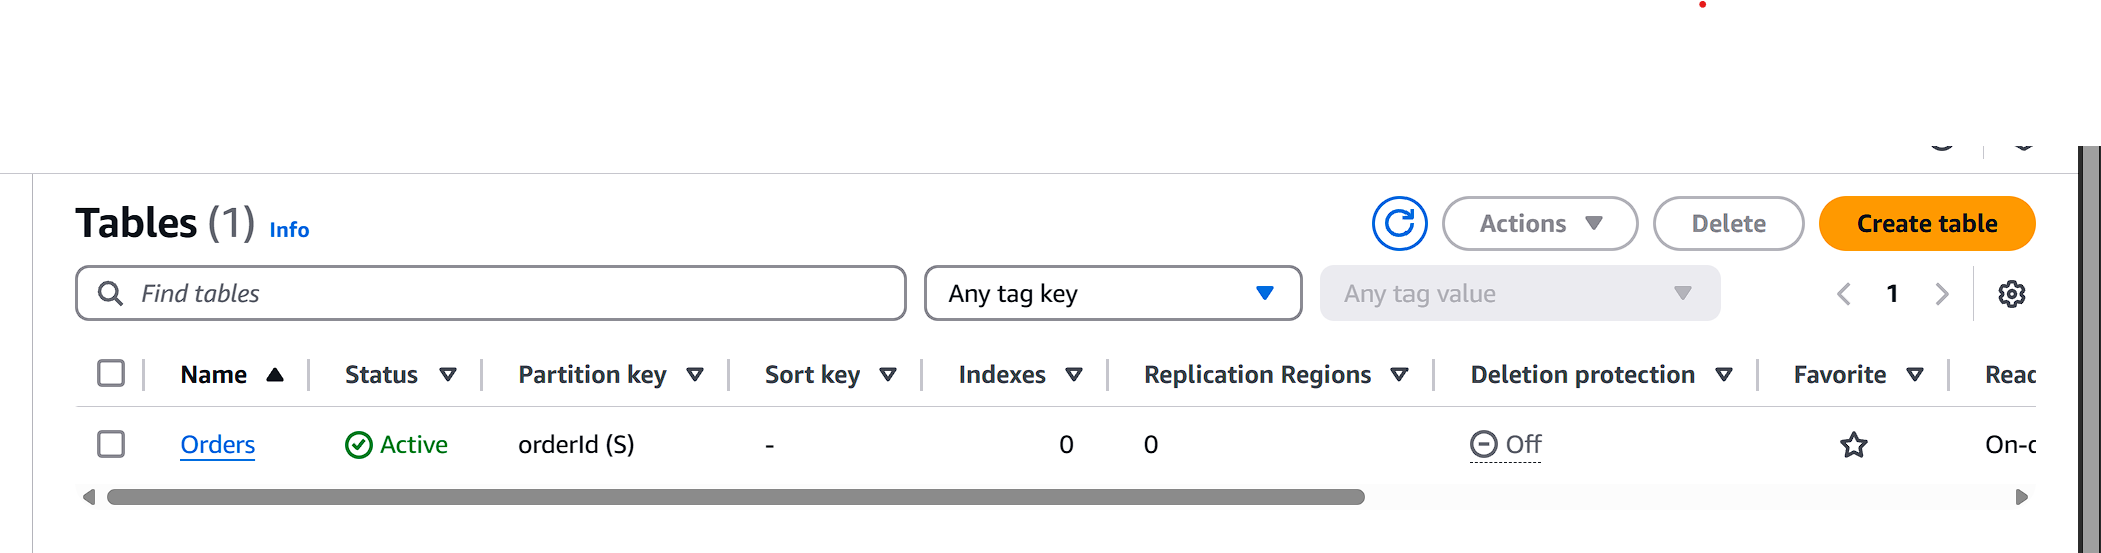 Tables (1) Info
Actions Delete Create table
Find tables Any tag key Any tag value 1
Name Status Partition key Sort key Indexes Replication Regions Deletion protection Favorite Read
Orders Active orderId (S) - 0 0 Off On-